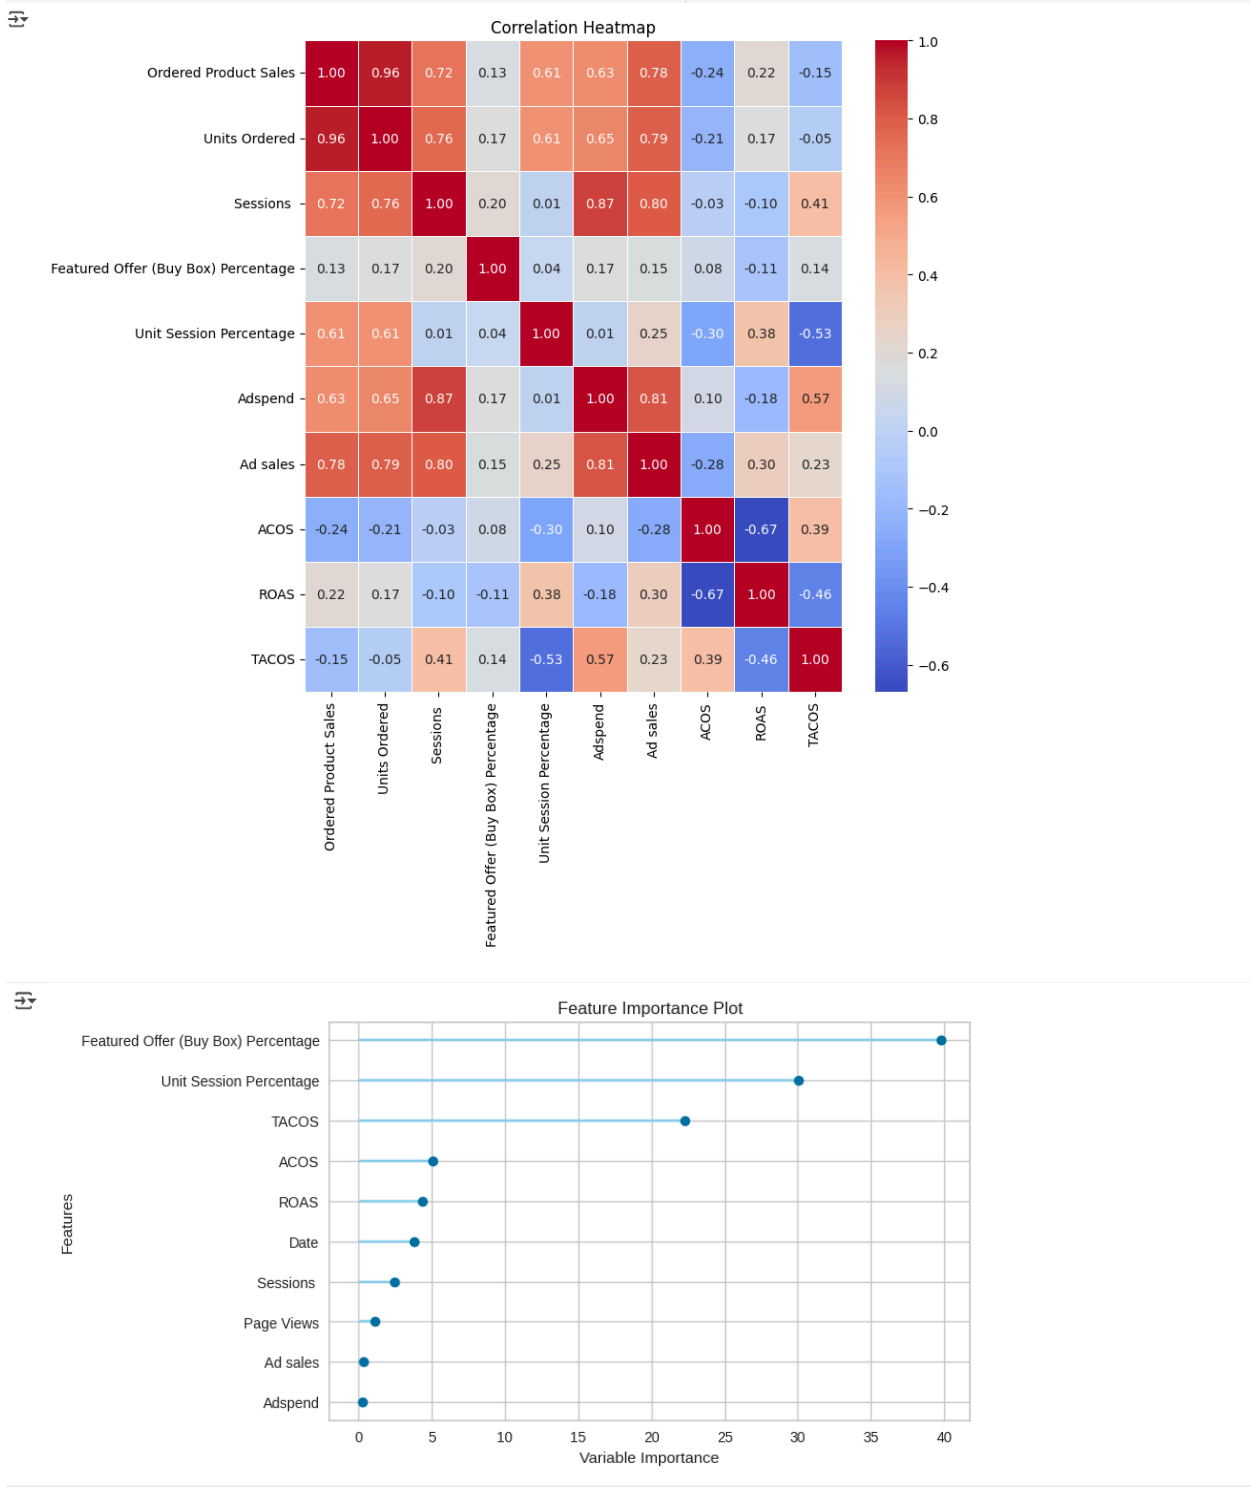 Correlation Heatmap
Ordered Product Sales 1.00 0.96 0.72 0.13 0.61 0.63 0.78 -0.24 0.22 -0.15
Units Ordered 0.96 1.00 0.76 0.17 0.61 0.65 0.79 -0.21 0.17 -0.05
Sessions 0.72 0.76 1.00 0.20 0.01 0.87 0.80 -0.03 -0.10 0.41
Featured Offer (Buy Box) Percentage 0.13 0.17 0.20 1.00 0.04 0.17 0.15 0.08 -0.11 0.14
Unit Session Percentage 0.61 0.61 0.01 0.04 1.00 0.01 0.25 -0.30 0.38 -0.53
Adspend 0.63 0.65 0.87 0.17 0.01 1.00 0.81 0.10 -0.18 0.57
Ad sales 0.78 0.79 0.80 0.15 0.25 0.81 1.00 -0.28 0.30 0.23
ACOS -0.24 -0.21 -0.03 0.08 -0.30 0.10 -0.28 1.00 -0.67 0.39
ROAS 0.22 0.17 -0.10 -0.11 0.38 -0.18 0.30 -0.67 1.00 -0.46
TACOS -0.15 -0.05 0.41 0.14 -0.53 0.57 0.23 0.39 -0.46 1.00
Ordered Product Sales
Units Ordered
Sessions
Featured Offer (Buy Box) Percentage
Unit Session Percentage
Adspend
Ad sales
ACOS
ROAS
TACOS
1.0
0.8
0.6
0.4
0.2
0.0
−0.2
−0.4
−0.6
Feature Importance Plot
Features
Featured Offer (Buy Box) Percentage
Unit Session Percentage
TACOS
ACOS
ROAS
Date
Sessions
Page Views
Ad sales
Adspend
0 5 10 15 20 25 30 35 40
Variable Importance